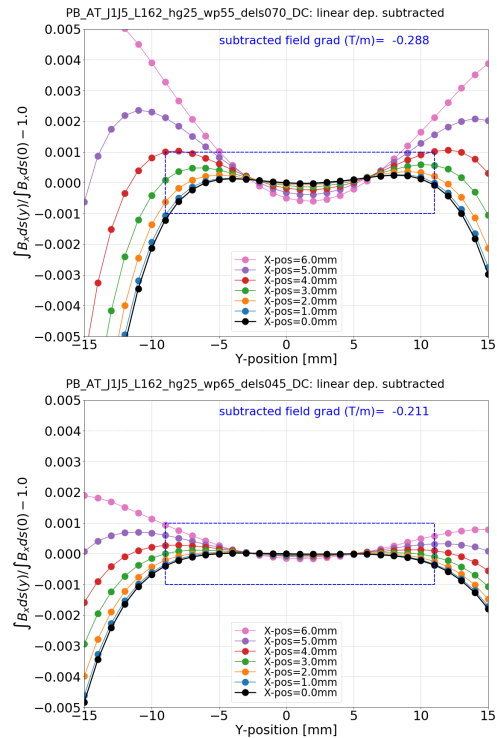 PB_AT_J1J5_L162_hg25_wp55_dels070_DC: linear dep. subtracted
subtracted field grad (T/m)= -0.288
0.005
0.004
0.003
0.002
0.001
0.000
−0.001
−0.002
−0.003
−0.004
−0.005
∫Bxds(y)/∫Bxds(0) − 1.0
X-pos=6.0mm
X-pos=5.0mm
X-pos=4.0mm
X-pos=3.0mm
X-pos=2.0mm
X-pos=1.0mm
X-pos=0.0mm
−15 −10 −5 0 5 10 15
Y-position [mm]
PB_AT_J1J5_L162_hg25_wp65_dels045_DC: linear dep. subtracted
subtracted field grad (T/m)= -0.211
0.005
0.004
0.003
0.002
0.001
0.000
−0.001
−0.002
−0.003
−0.004
−0.005
∫Bxds(y)/∫Bxds(0) − 1.0
X-pos=6.0mm
X-pos=5.0mm
X-pos=4.0mm
X-pos=3.0mm
X-pos=2.0mm
X-pos=1.0mm
X-pos=0.0mm
−15 −10 −5 0 5 10 15
Y-position [mm]